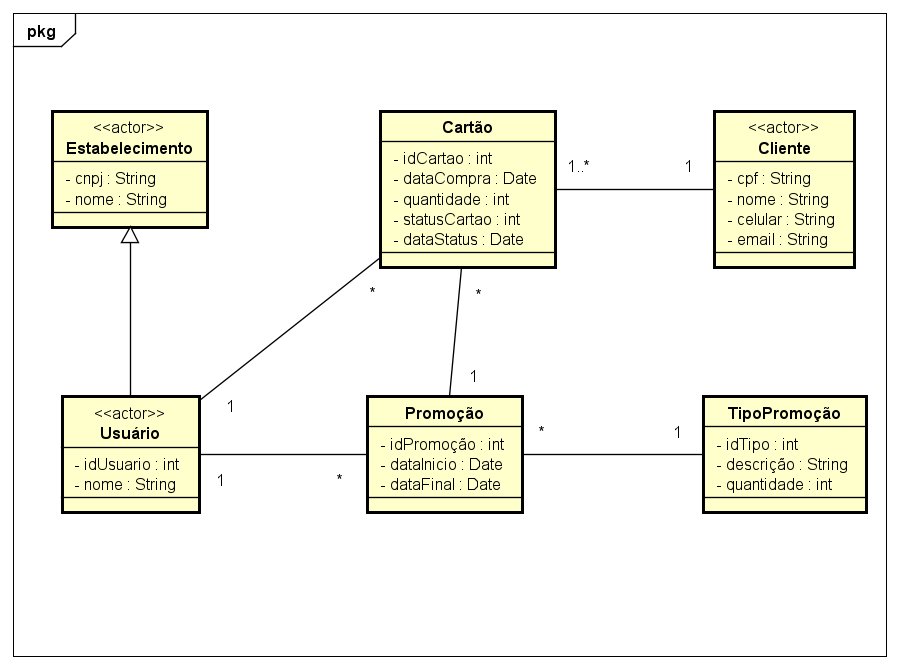 pkg
<<actor>>
Estabelecimento
- cnpj : String
- nome : String
Cartão
- idCartao : int
- dataCompra : Date
- quantidade : int
- statusCartao : int
- dataStatus : Date
1..*
1
<<actor>>
Cliente
- cpf : String
- nome : String
- celular : String
- email : String
*
*
1
1
<<actor>>
Usuário
- idUsuario : int
- nome : String
1
*
Promoção
- idPromoção : int
- dataInicio : Date
- dataFinal : Date
*
1
TipoPromoção
- idTipo : int
- descrição : String
- quantidade : int